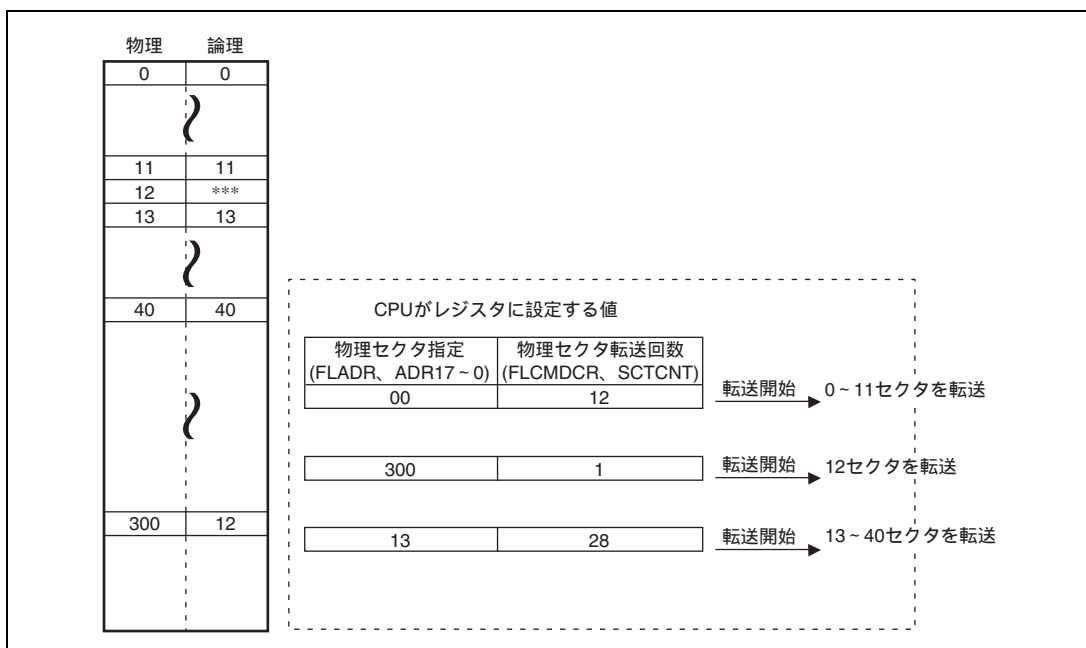 物理 論理
0 0
11 11
12 ***
13 13
40 40
300 12
CPUがレジスタに設定する値
物理セクタ指定 物理セクタ転送回数
(FLADR、ADR17~0) (FLCMDCR、SCTCNT)
00 12 転送開始 0~11セクタを転送
300 1 転送開始 12セクタを転送
13 28 転送開始 13~40セクタを転送